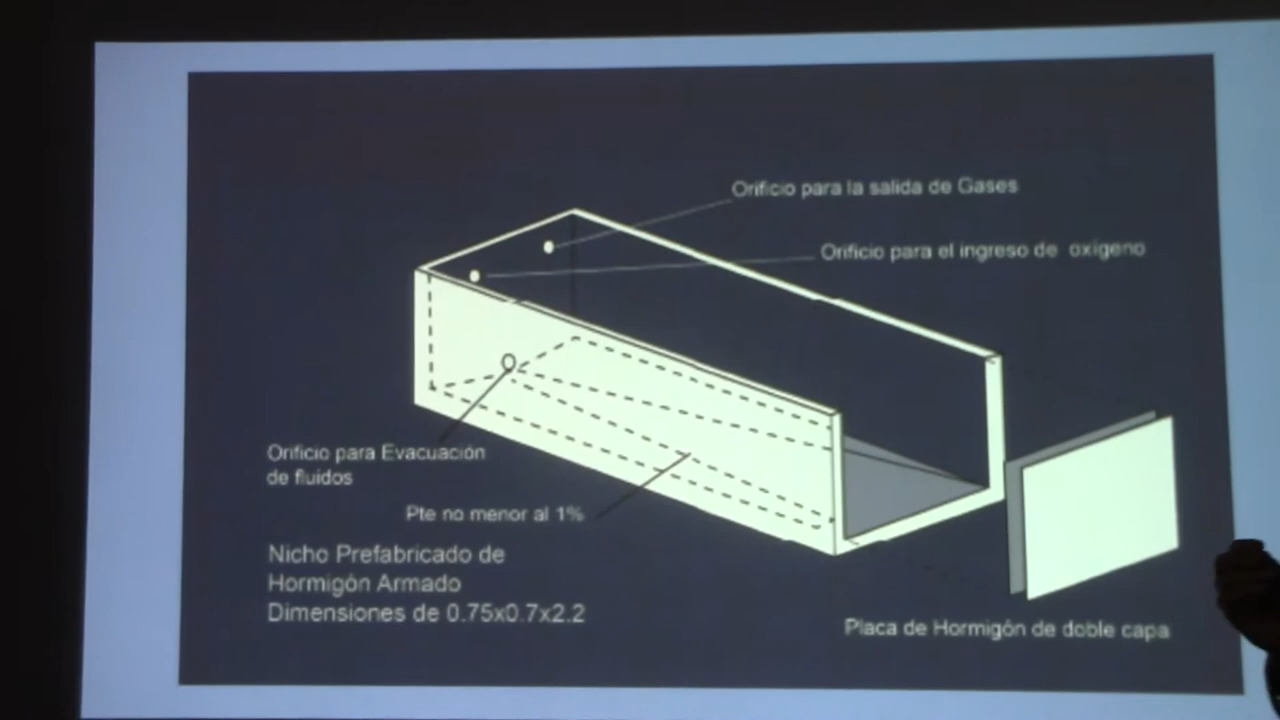 Orificio para la salida de Gases
Orificio para el ingreso de oxigeno
Orificio para Evacuación
de fluidos
Pte no menor al 1%
Nicho Prefabricado de
Hormigón Armado
Dimensiones de 0.75x0.7x2.2
Placa de Hormigón de doble capa